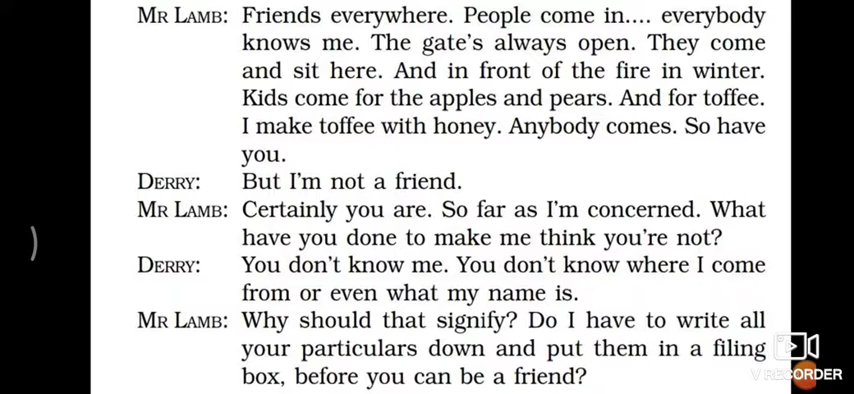 MR LAMB: Friends everywhere. People come in.... everybody
knows me. The gate's always open. They come
and sit here. And in front of the fire in winter.
Kids come for the apples and pears. And for toffee.
I make toffee with honey. Anybody comes. So have
you.
DERRY: But I'm not a friend.
MR LAMB: Certainly you are. So far as I'm concerned. What
have you done to make me think you're not?
DERRY: You don't know me. You don't know where I come
from or even what my name is.
MR LAMB: Why should that signify? Do I have to write all
your particulars down and put them in a filing
box, before you can be a friend?
V RECORDER